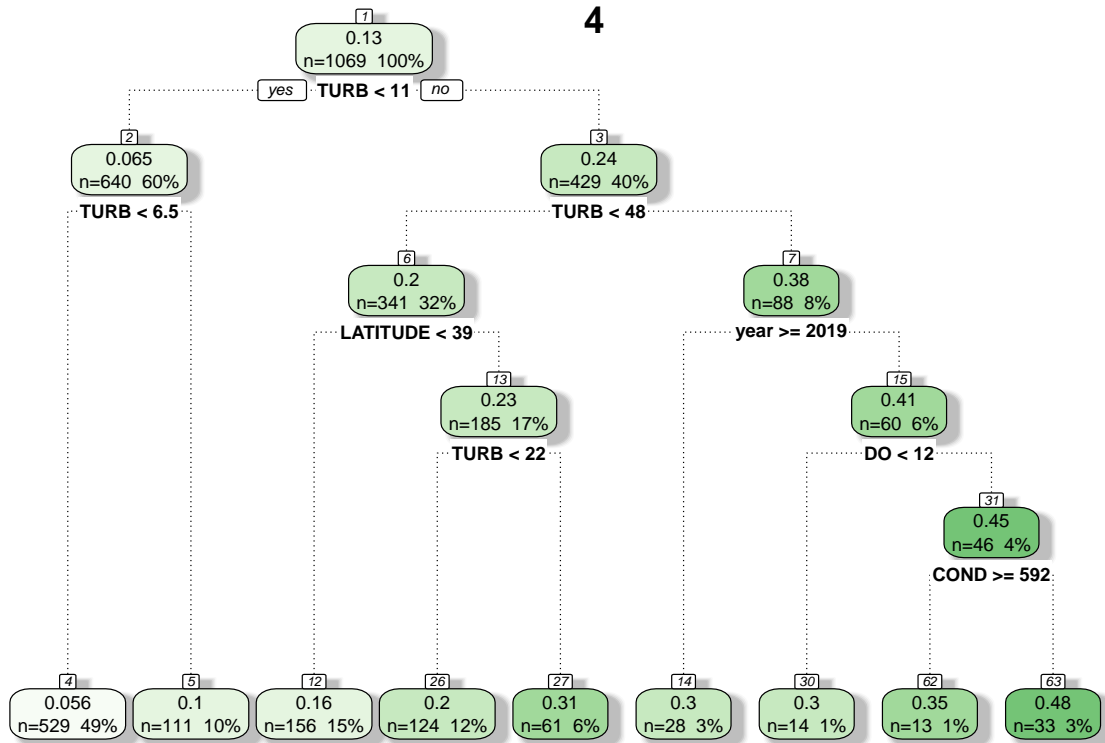 4
1
0.13
n=1069 100%
yes TURB < 11 no
2
0.065
n=640 60%
TURB < 6.5
3
0.24
n=429 40%
TURB < 48
6
0.2
n=341 32%
LATITUDE < 39
7
0.38
n=88 8%
year >= 2019
13
0.23
n=185 17%
TURB < 22
15
0.41
n=60 6%
DO < 12
31
0.45
n=46 4%
COND >= 592
4
0.056
n=529 49%
5
0.1
n=111 10%
12
0.16
n=156 15%
26
0.2
n=124 12%
27
0.31
n=61 6%
14
0.3
n=28 3%
30
0.3
n=14 1%
62
0.35
n=13 1%
63
0.48
n=33 3%